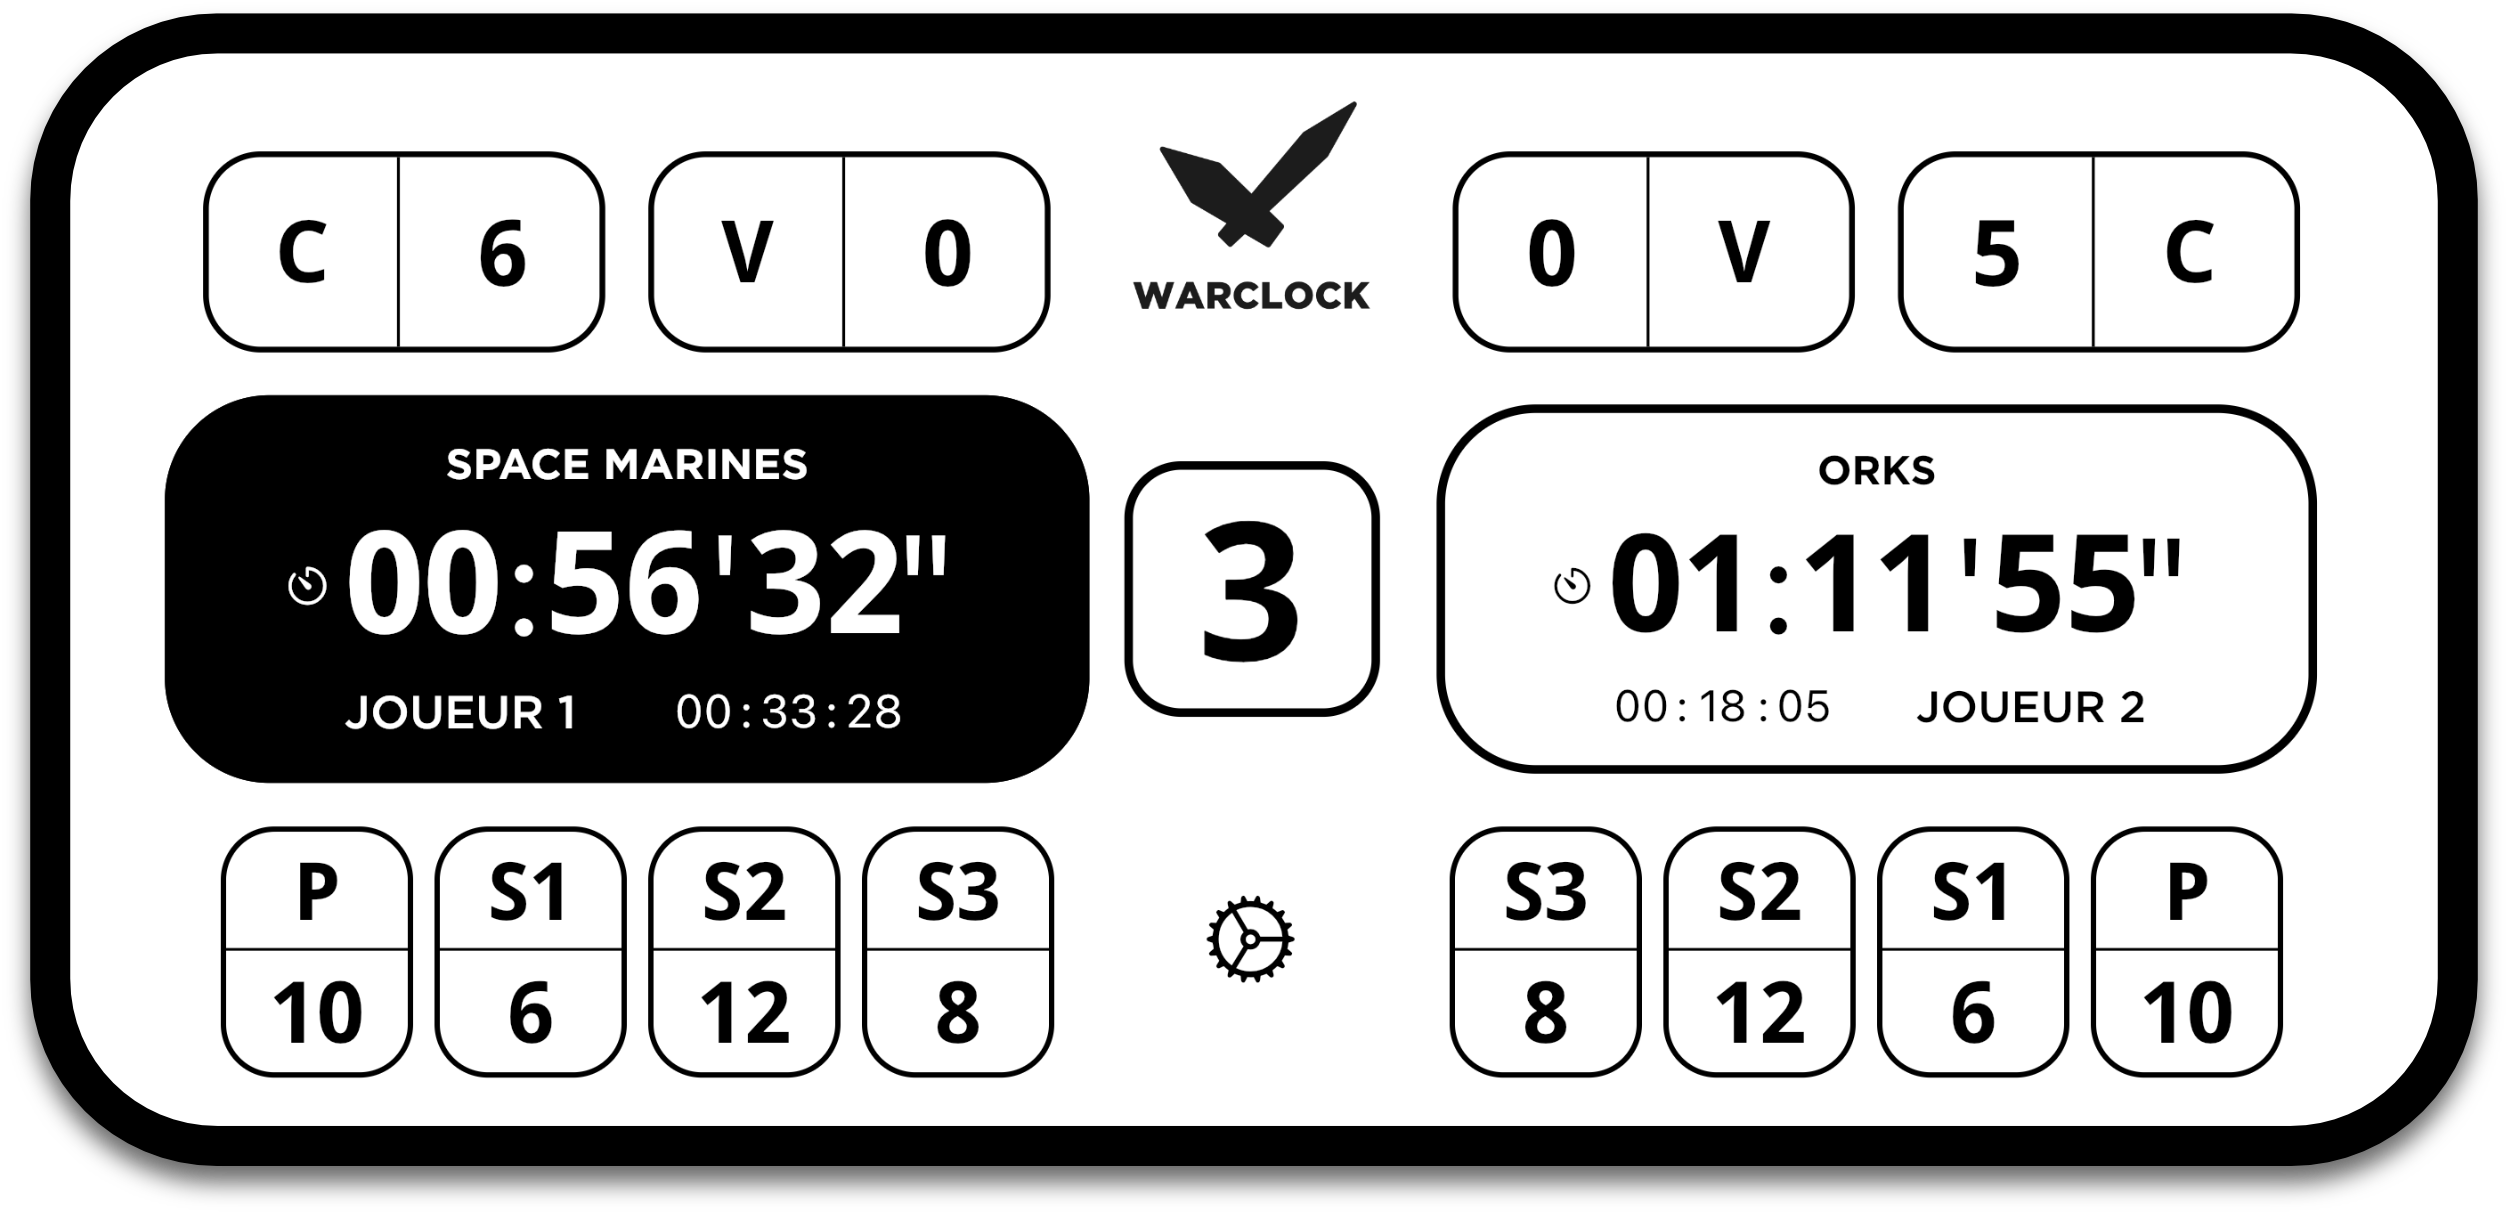 C 6 V 0
WARCLOCK
0 V 5 C
SPACE MARINES
00:56'32"
JOUEUR 1 00:33:28
3
ORKS
01:11'55"
00:18:05 JOUEUR 2
P S1 S2 S3
10 6 12 8
S3 S2 S1 P
8 12 6 10